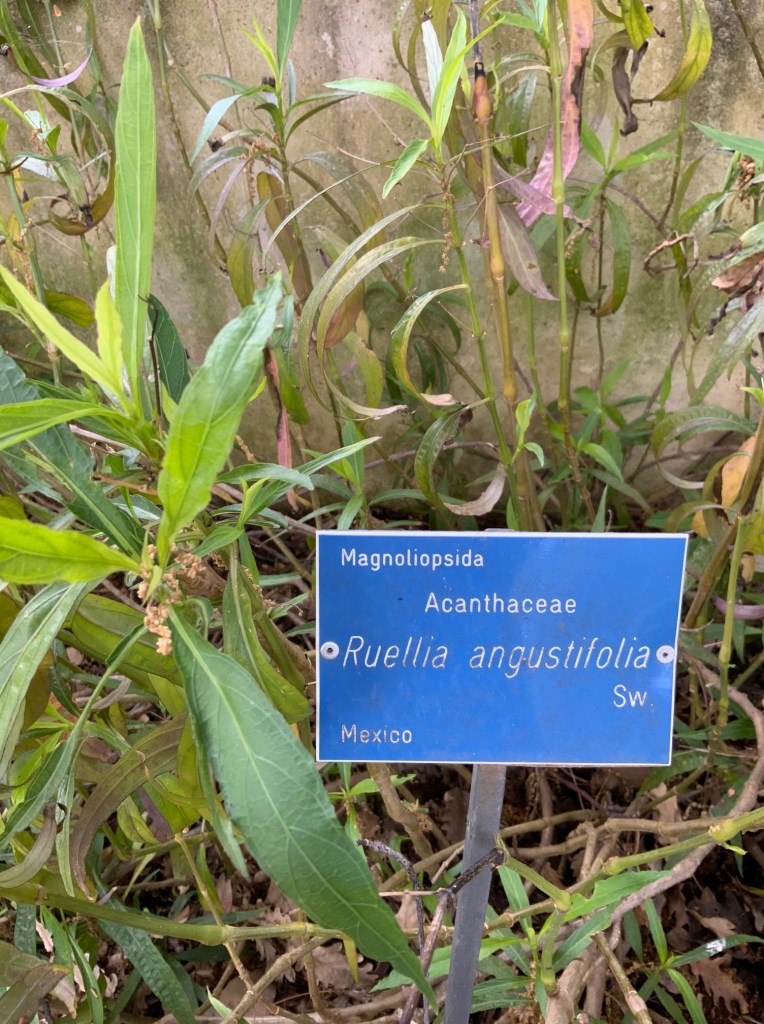 Magnoliopsida
Acanthaceae
Ruellia angustifolia
Sw.
Mexico